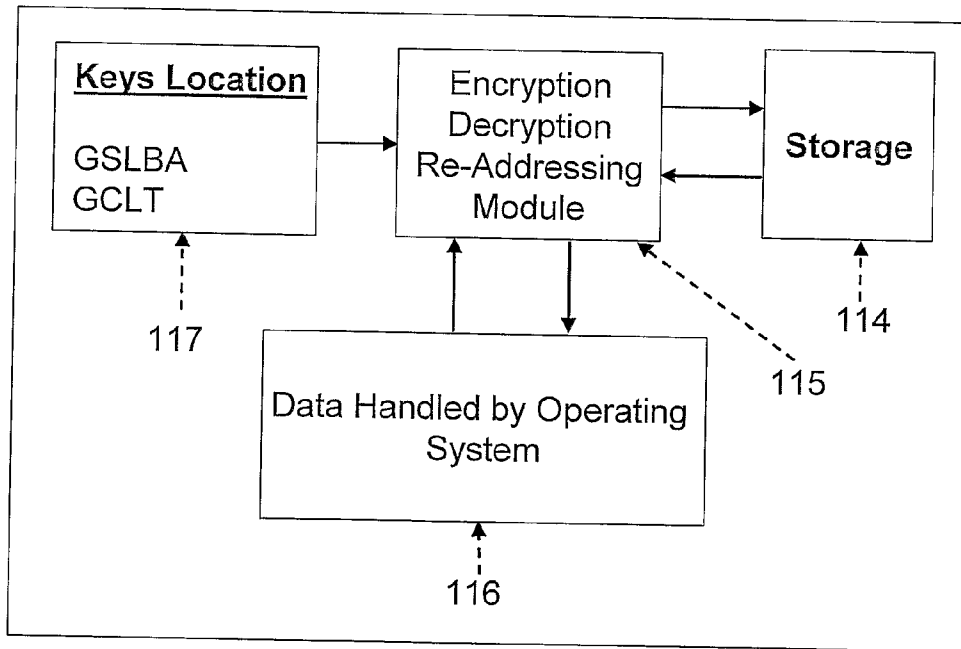 Keys Location
GSLBA
GCLT
Encryption
Decryption
Re-Addressing
Module
Storage
117
114
115
Data Handled by Operating
System
116